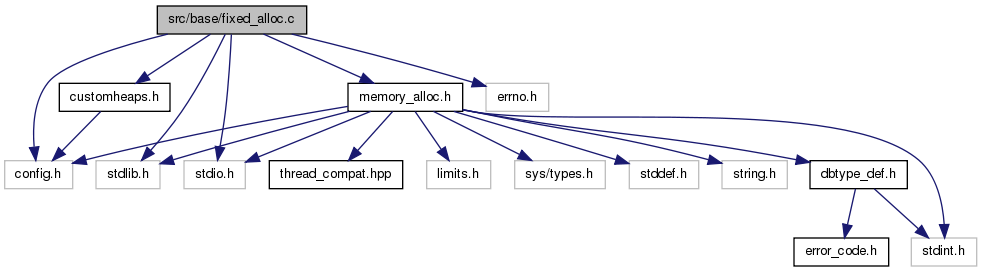 src/base/fixed_alloc.c
customheaps.h
memory_alloc.h
errno.h
config.h
stdlib.h
stdio.h
thread_compat.hpp
limits.h
sys/types.h
stddef.h
string.h
dbtype_def.h
error_code.h
stdint.h